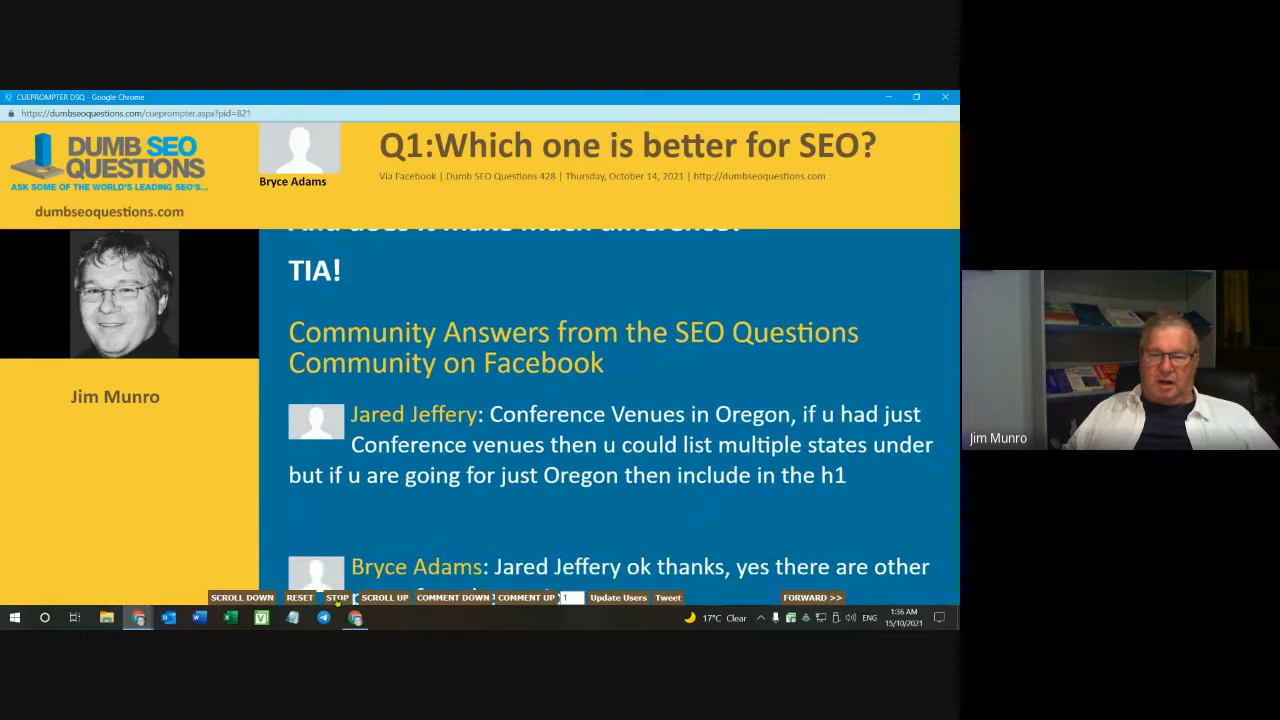 CUEPROMPTER DSQ - Google Chrome
https://dumbseoquestions.com/cueprompter.aspx?pid=821
DUMB SEO
QUESTIONS
ASK SOME OF THE WORLD'S LEADING SEO'S...
dumbseoquestions.com
Bryce Adams
Q1:Which one is better for SEO?
Via Facebook | Dumb SEO Questions 428 | Thursday, October 14, 2021 | http://dumbseoquestions.com
Jim Munro
TIA!
Community Answers from the SEO Questions
Community on Facebook
Jared Jeffery: Conference Venues in Oregon, if u had just
Conference venues then u could list multiple states under
but if u are going for just Oregon then include in the h1
Bryce Adams: Jared Jeffery ok thanks, yes there are other
SCROLL DOWN RESET STOP SCROLL UP COMMENT DOWN COMMENT UP 1 Update Users Tweet FORWARD >>
17°C Clear ENG
1:36 AM
15/10/2021
Jim Munro